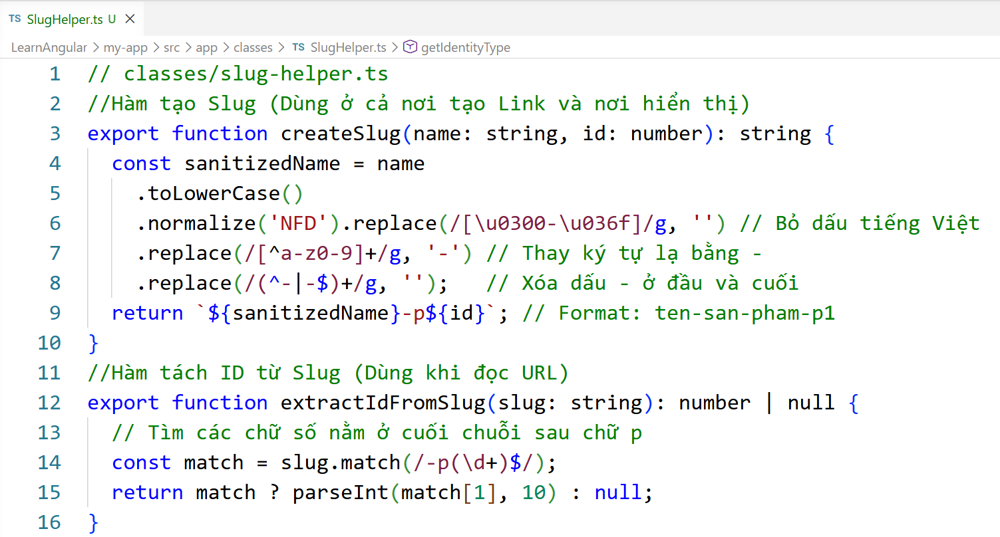 TS SlugHelper.ts U ×
LearnAngular > my-app > src > app > classes > TS SlugHelper.ts > getIdentityType
1 // classes/slug-helper.ts
2 //Hàm tạo Slug (Dùng ở cả nơi tạo Link và nơi hiển thị)
3 export function createSlug(name: string, id: number): string {
4   const sanitizedName = name
5     .toLowerCase()
6     .normalize('NFD').replace(/[\u0300-\u036f]/g, '') // Bỏ dấu tiếng Việt
7     .replace(/[^a-z0-9]+/g, '-') // Thay ký tự lạ bằng -
8     .replace(/(^-|-$)+/g, '');   // Xóa dấu - ở đầu và cuối
9   return `${sanitizedName}-p${id}`; // Format: ten-san-pham-p1
10 }
11 //Hàm tách ID từ Slug (Dùng khi đọc URL)
12 export function extractIdFromSlug(slug: string): number | null {
13   // Tìm các chữ số nằm ở cuối chuỗi sau chữ p
14   const match = slug.match(/-p(\d+)$/);
15   return match ? parseInt(match[1], 10) : null;
16 }